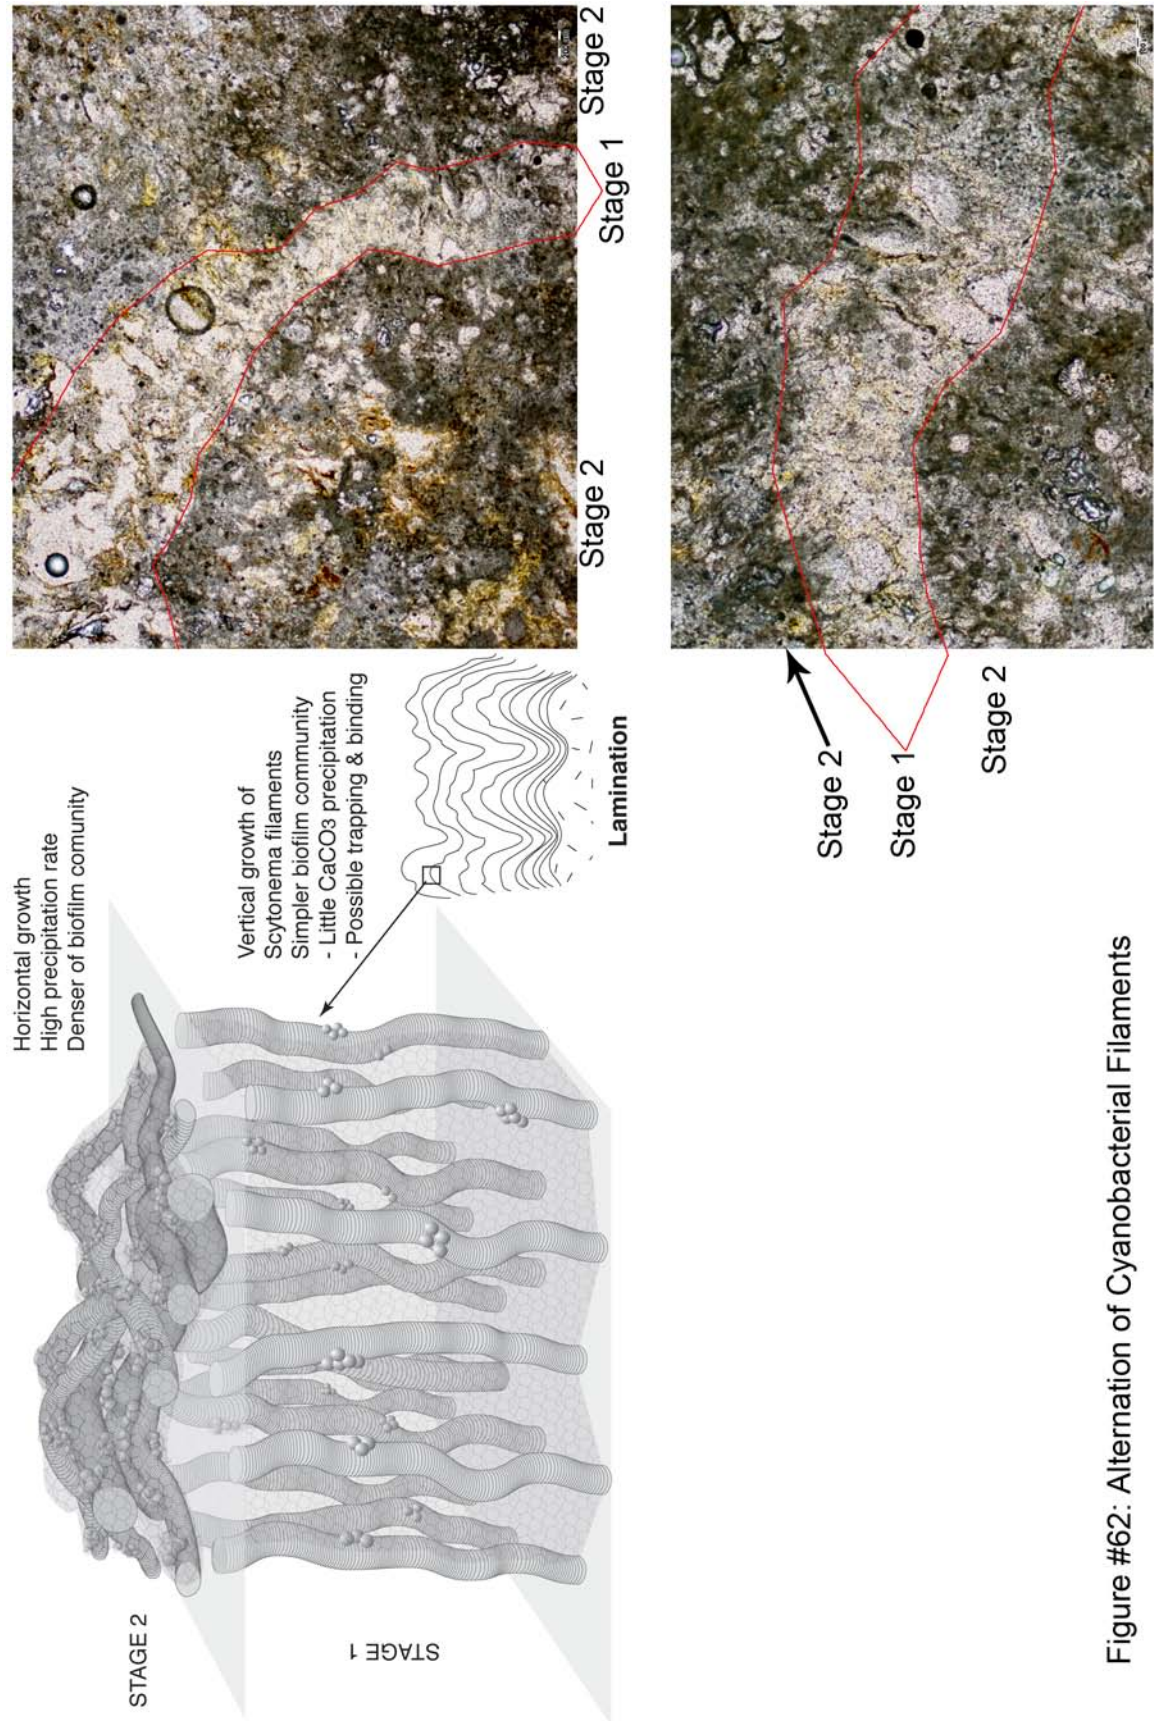 STAGE 2
STAGE 1
Horizontal growth
High precipitation rate
Denser of biofilm comunity
Vertical growth of
Scytonema filaments
Simpler biofilm community
- Little CaCO3 precipitation
- Possible trapping & binding
Lamination
Stage 2
Stage 1
Stage 2
Stage 2
Stage 1
Stage 2
Figure #62: Alternation of Cyanobacterial Filaments